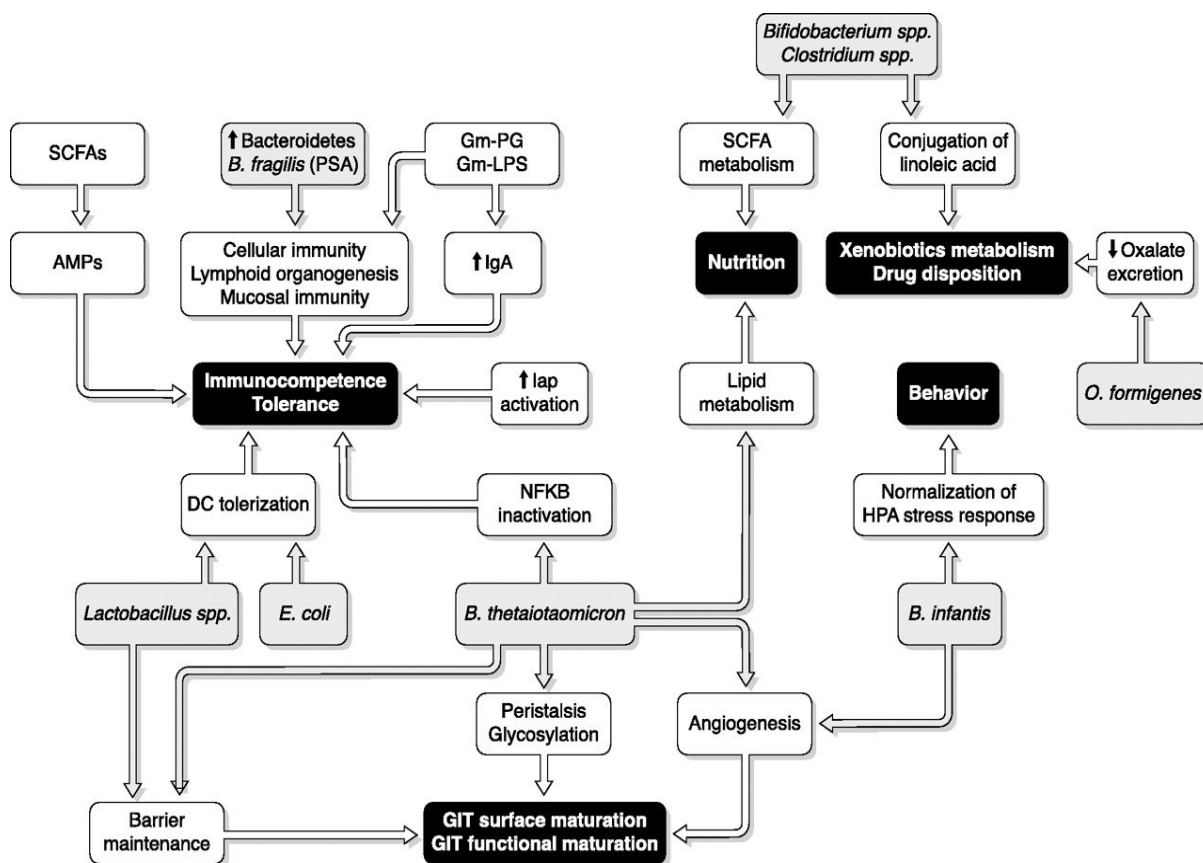 Bifidobacterium spp.
Clostridium spp.
SCFAs
↑ Bacteroidetes
B. fragilis (PSA)
Gm-PG
Gm-LPS
SCFA
metabolism
Conjugation of
linoleic acid
AMPs
Cellular immunity
Lymphoid organogenesis
Mucosal immunity
↑ IgA
Nutrition
Xenobiotics metabolism
Drug disposition
↓ Oxalate
excretion
Immunocompetence
Tolerance
↑ Iap
activation
Lipid
metabolism
Behavior
O. formigenes
DC tolerization
NFKB
inactivation
Normalization of
HPA stress response
Lactobacillus spp.
E. coli
B. thetaiotaomicron
B. infantis
Peristalsis
Glycosylation
Angiogenesis
Barrier
maintenance
GIT surface maturation
GIT functional maturation